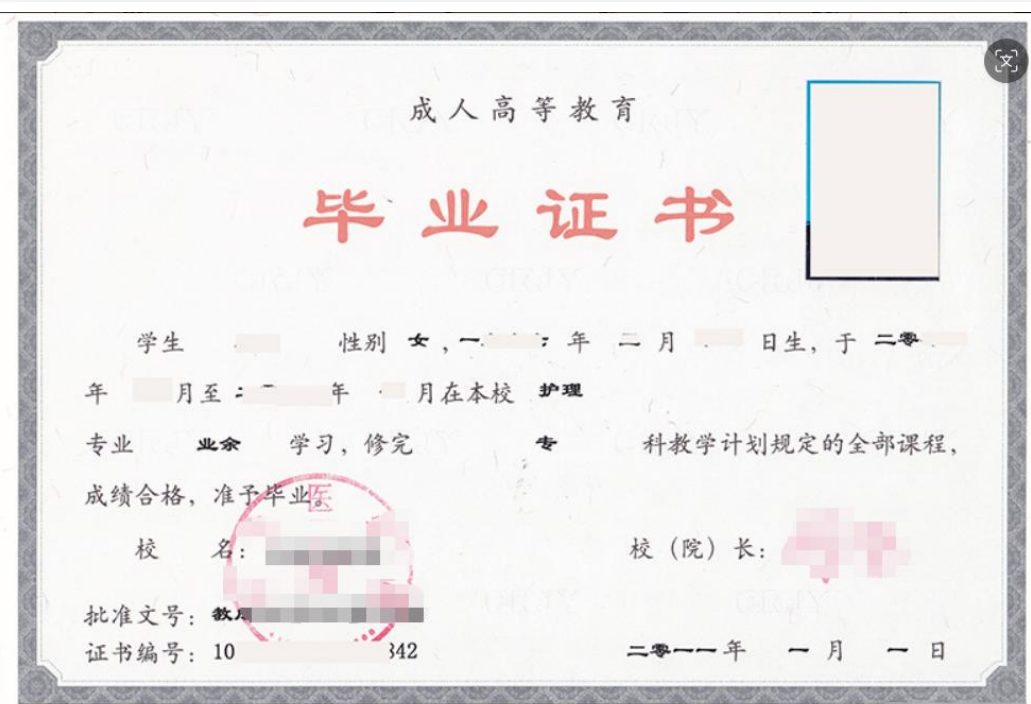 成人高等教育
毕业证书
学生 性别 女，一 年 二月 日生，于 二零
年 月至二 年 月在本校 护理
专业 业余 学习，修完 专 科教学计划规定的全部课程，
成绩合格，准予毕业。
医
校 名： 校（院）长：
批准文号：教
证书编号：10 342
二零一一年 一月 一日